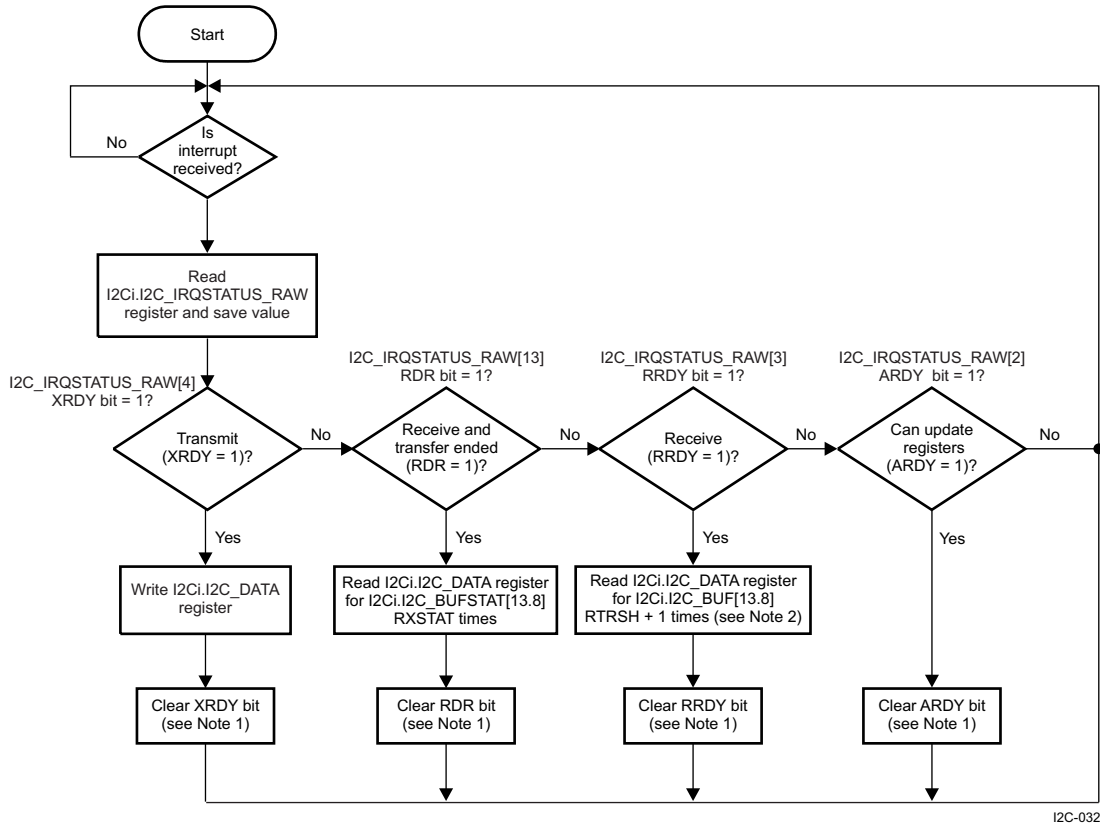 Start
No
Is
interrupt
received?
Read
I2Ci.I2C_IRQSTATUS_RAW
register and save value
I2C_IRQSTATUS_RAW[4]
XRDY bit = 1?
I2C_IRQSTATUS_RAW[13]
RDR bit = 1?
I2C_IRQSTATUS_RAW[3]
RRDY bit = 1?
I2C_IRQSTATUS_RAW[2]
ARDY bit = 1?
Transmit
(XRDY = 1)?
No
Receive and
transfer ended
(RDR = 1)?
No
Receive
(RRDY = 1)?
No
Can update
registers
(ARDY = 1)?
No
Yes
Yes
Yes
Yes
Write I2Ci.I2C_DATA
register
Read I2Ci.I2C_DATA register
for I2Ci.I2C_BUFSTAT[13.8]
RXSTAT times
Read I2Ci.I2C_DATA register
for I2Ci.I2C_BUF[13.8]
RTRSH + 1 times (see Note 2)
Clear XRDY bit
(see Note 1)
Clear RDR bit
(see Note 1)
Clear RRDY bit
(see Note 1)
Clear ARDY bit
(see Note 1)
I2C-032